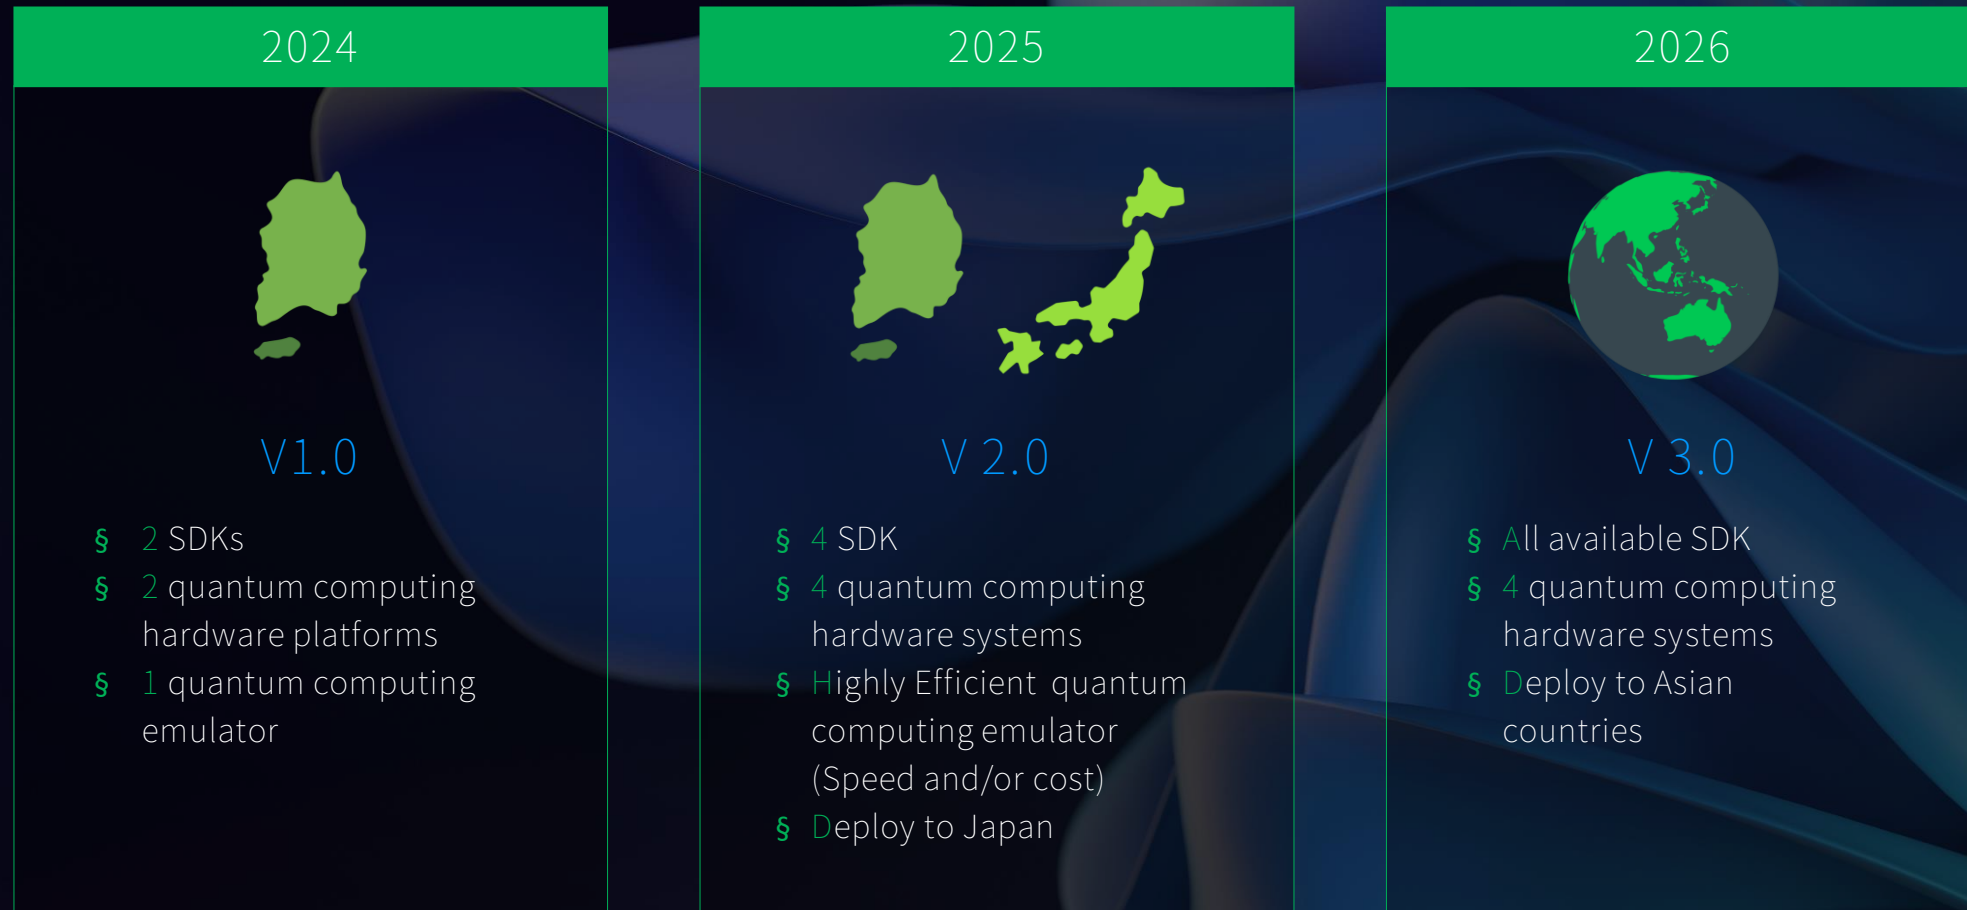 2024
V1.0
§ 2 SDKs
§ 2 quantum computing
hardware platforms
§ 1 quantum computing
emulator
2025
V 2.0
§ 4 SDK
§ 4 quantum computing
hardware systems
§ Highly Efficient quantum
computing emulator
(Speed and/or cost)
§ Deploy to Japan
2026
V 3.0
§ All available SDK
§ 4 quantum computing
hardware systems
§ Deploy to Asian
countries